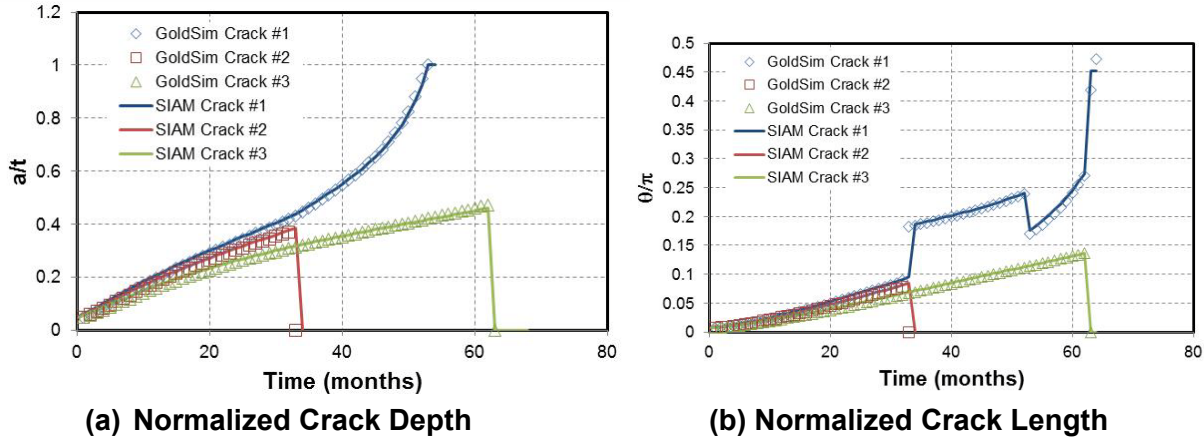 1.2
1
0.8
0.6
0.4
0.2
0
a/t
GoldSim Crack #1
GoldSim Crack #2
GoldSim Crack #3
SIAM Crack #1
SIAM Crack #2
SIAM Crack #3
0 20 40 60 80
Time (months)
(a) Normalized Crack Depth
0.5
0.45
0.4
0.35
0.3
0.25
0.2
0.15
0.1
0.05
0
θ/π
GoldSim Crack #1
GoldSim Crack #2
GoldSim Crack #3
SIAM Crack #1
SIAM Crack #2
SIAM Crack #3
0 20 40 60 80
Time (months)
(b) Normalized Crack Length